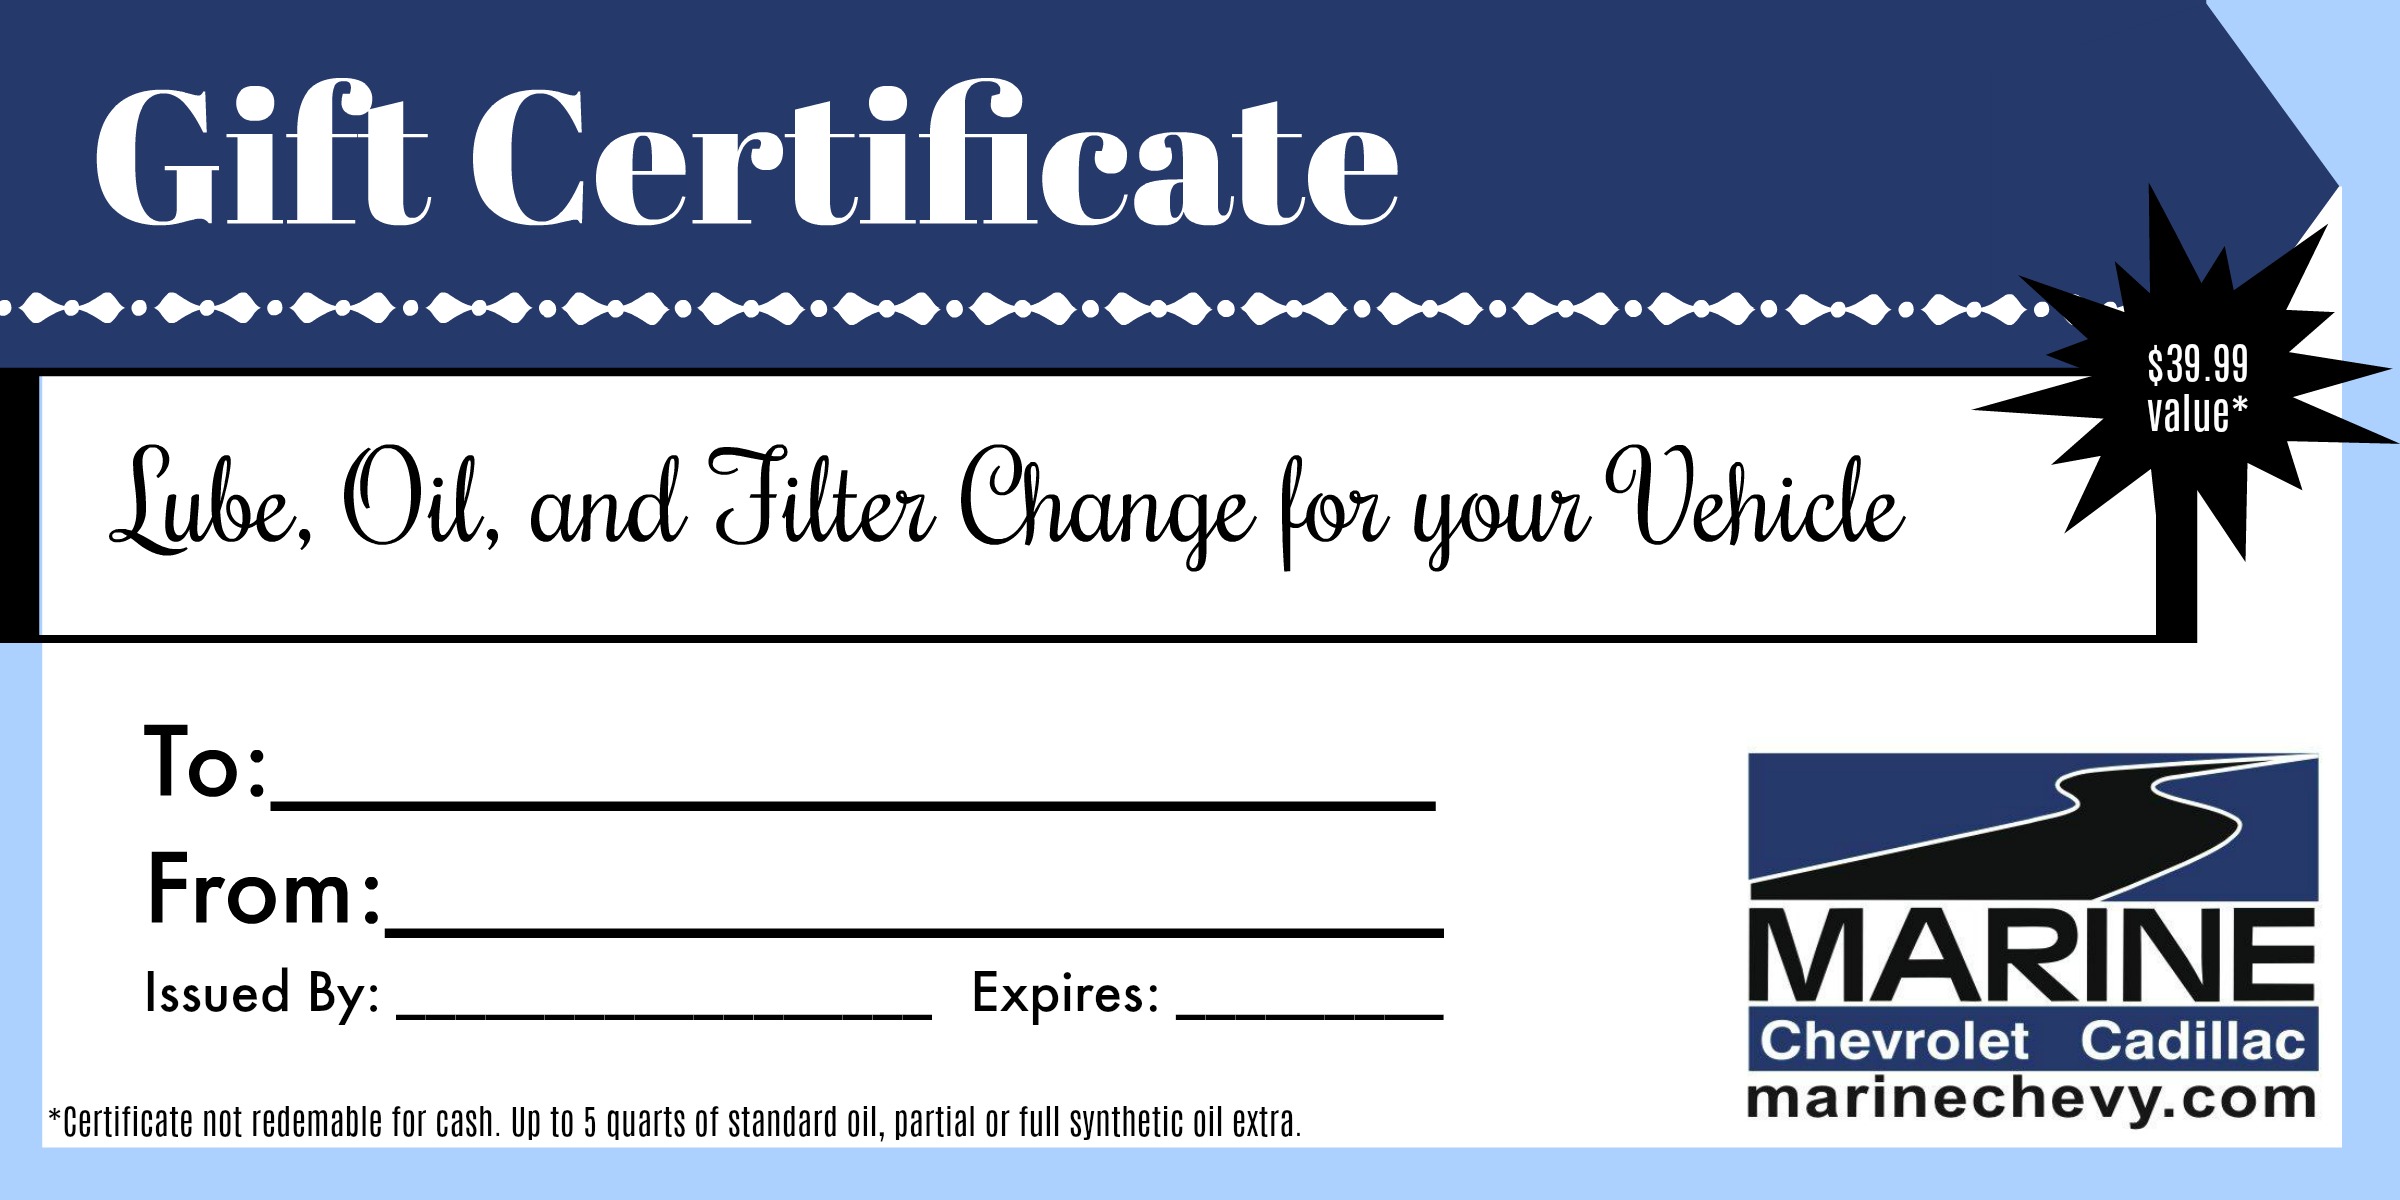 Gift Certificate
$39.99
value*
Lube, Oil, and Filter Change for your Vehicle
To:
From:
Issued By: __________________ Expires: _________
MARINE
Chevrolet Cadillac
marinechevy.com
*Certificate not redemable for cash. Up to 5 quarts of standard oil, partial or full synthetic oil extra.